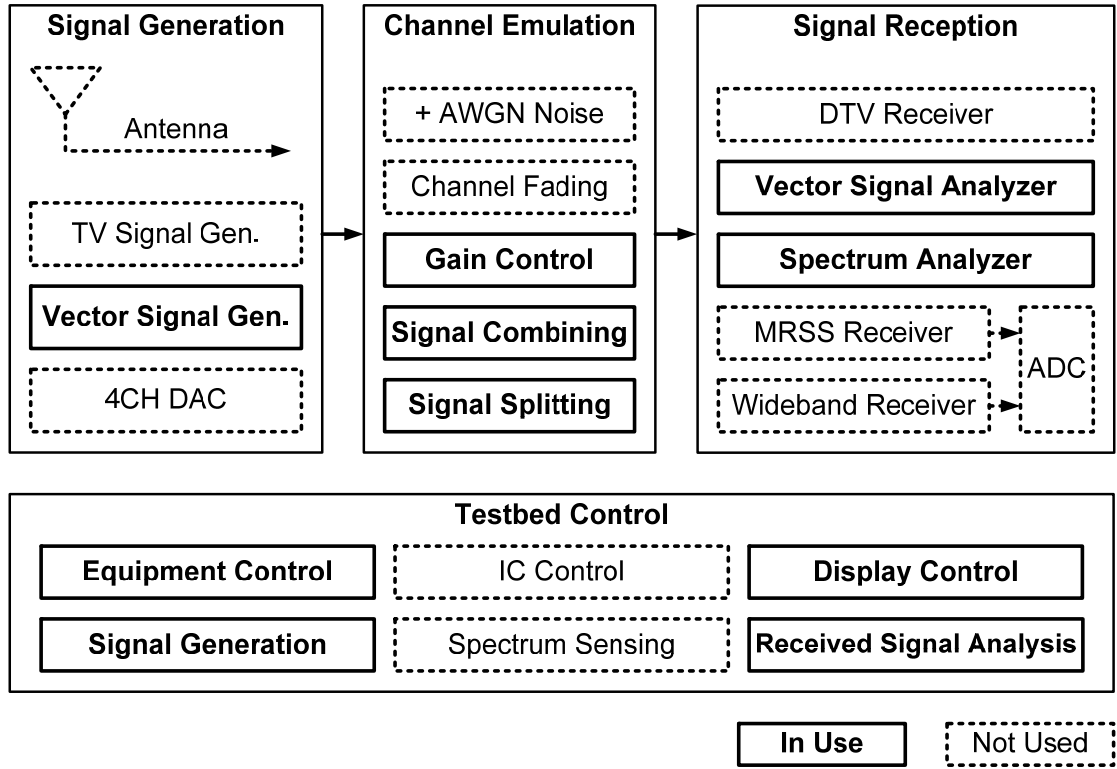 Signal Generation
Antenna
TV Signal Gen.
Vector Signal Gen.
4CH DAC
Channel Emulation
+ AWGN Noise
Channel Fading
Gain Control
Signal Combining
Signal Splitting
Signal Reception
DTV Receiver
Vector Signal Analyzer
Spectrum Analyzer
MRSS Receiver
Wideband Receiver
ADC
Testbed Control
Equipment Control
IC Control
Display Control
Signal Generation
Spectrum Sensing
Received Signal Analysis
In Use
Not Used